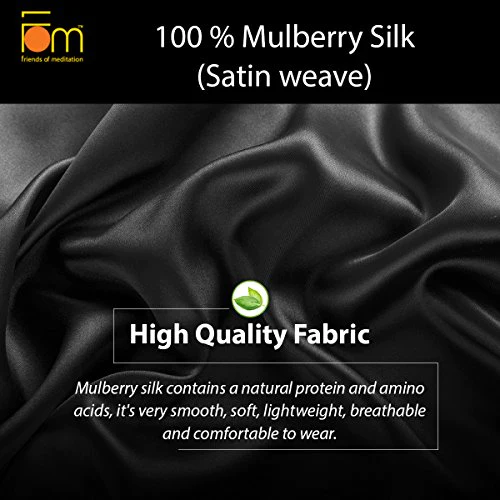 fom™
friends of meditation
100 % Mulberry Silk
(Satin weave)
High Quality Fabric
Mulberry silk contains a natural protein and amino
acids, it's very smooth, soft, lightweight, breathable
and comfortable to wear.